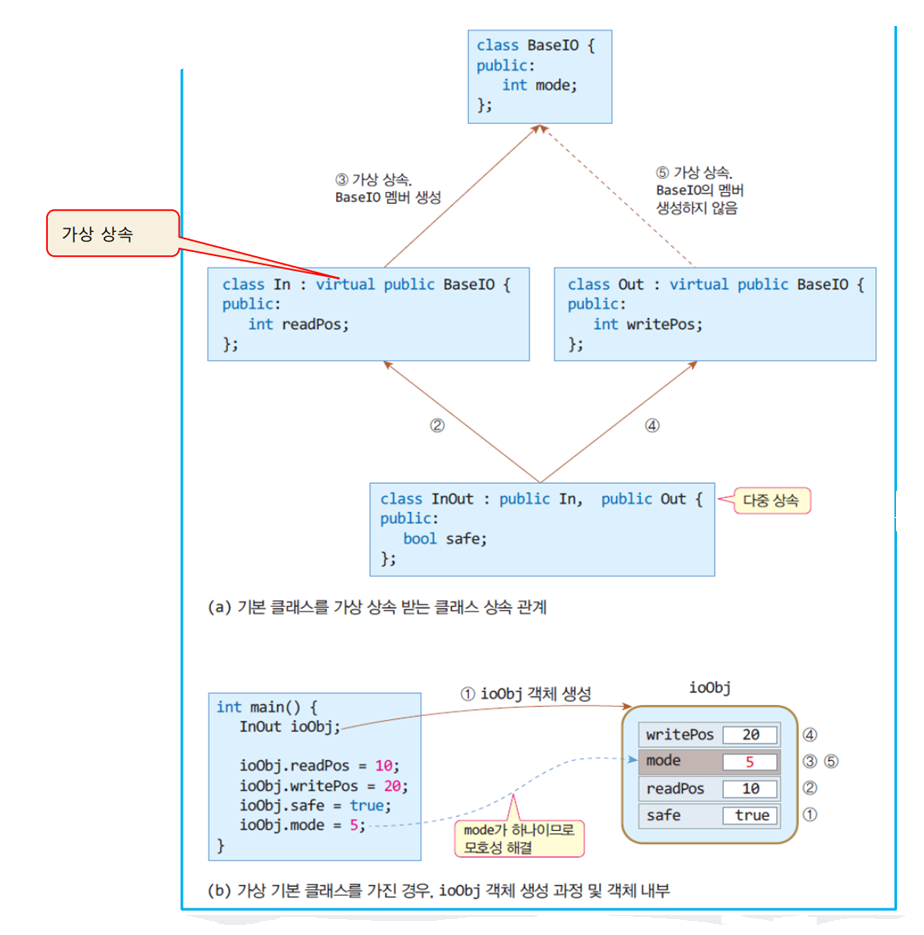 class BaseIO {
public:
int mode;
};
③ 가상 상속.
BaseIO 멤버 생성
⑤ 가상 상속.
BaseIO의 멤버
생성하지 않음
가상 상속
class In : virtual public BaseIO {
public:
int readPos;
};
class Out : virtual public BaseIO {
public:
int writePos;
};
②
④
class InOut : public In, public Out {
public:
bool safe;
};
다중 상속
(a) 기본 클래스를 가상 상속 받는 클래스 상속 관계
int main() {
InOut ioObj;
ioObj.readPos = 10;
ioObj.writePos = 20;
ioObj.safe = true;
ioObj.mode = 5;
}
① ioObj 객체 생성
ioObj
writePos 20 ④
mode 5 ③ ⑤
readPos 10 ②
safe true ①
mode가 하나이므로
모호성 해결
(b) 가상 기본 클래스를 가진 경우, ioObj 객체 생성 과정 및 객체 내부